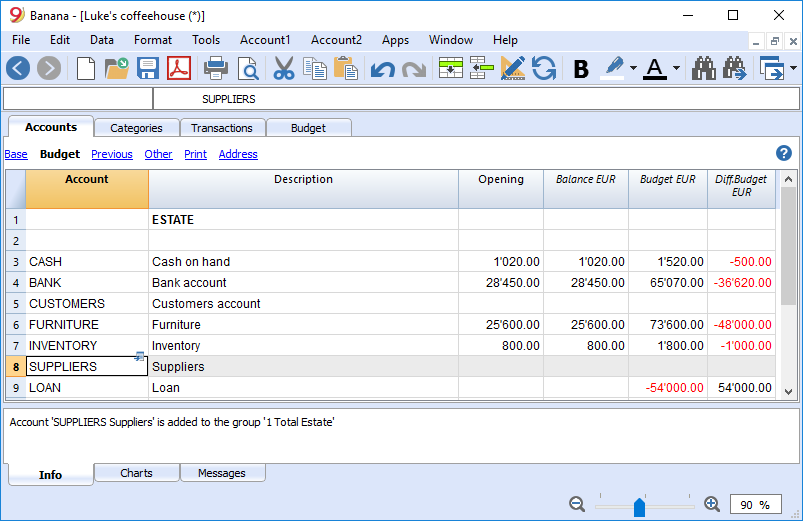 Banana - [Luke's coffeehouse (*)]
File Edit Data Format Tools Account1 Account2 Apps Window Help
B A
SUPPLIERS
Accounts Categories Transactions Budget
Base Budget Previous Other Print Address ?
Account Description Opening Balance EUR Budget EUR Diff.Budget EUR
1 ESTATE
2
3 CASH Cash on hand 1'020.00 1'020.00 1'520.00 -500.00
4 BANK Bank account 28'450.00 28'450.00 65'070.00 -36'620.00
5 CUSTOMERS Customers account
6 FURNITURE Furniture 25'600.00 25'600.00 73'600.00 -48'000.00
7 INVENTORY Inventory 800.00 800.00 1'800.00 -1'000.00
8 SUPPLIERS Suppliers
9 LOAN Loan -54'000.00 54'000.00
Account 'SUPPLIERS Suppliers' is added to the group '1 Total Estate'
Info Charts Messages
90 %